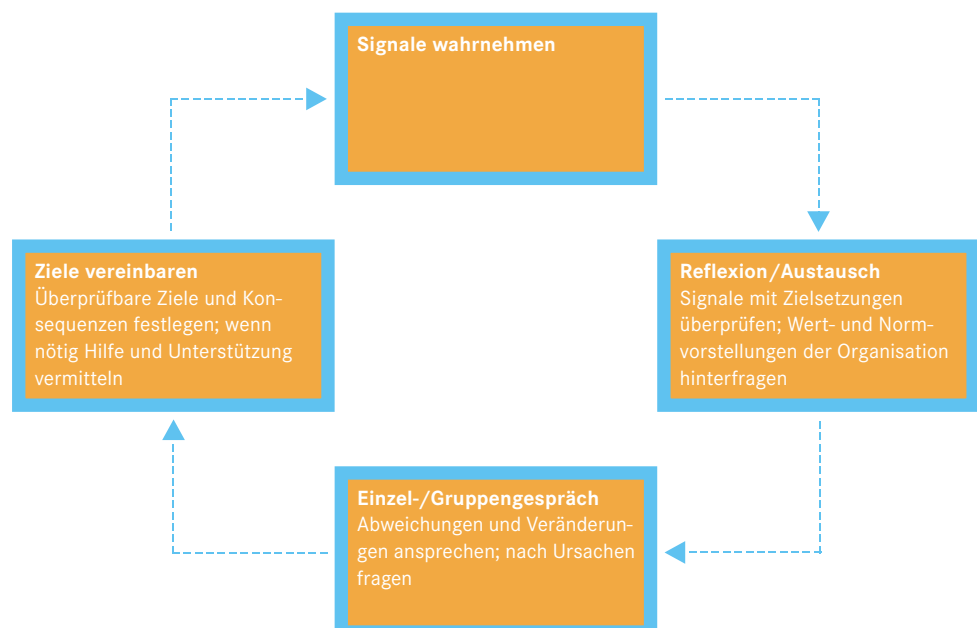 Signale wahrnehmen
Ziele vereinbaren
Überprüfbare Ziele und Kon-
sequenzen festlegen; wenn
nötig Hilfe und Unterstützung
vermitteln
Reflexion/Austausch
Signale mit Zielsetzungen
überprüfen; Wert- und Norm-
vorstellungen der Organisation
hinterfragen
Einzel-/Gruppengespräch
Abweichungen und Veränderun-
gen ansprechen; nach Ursachen
fragen